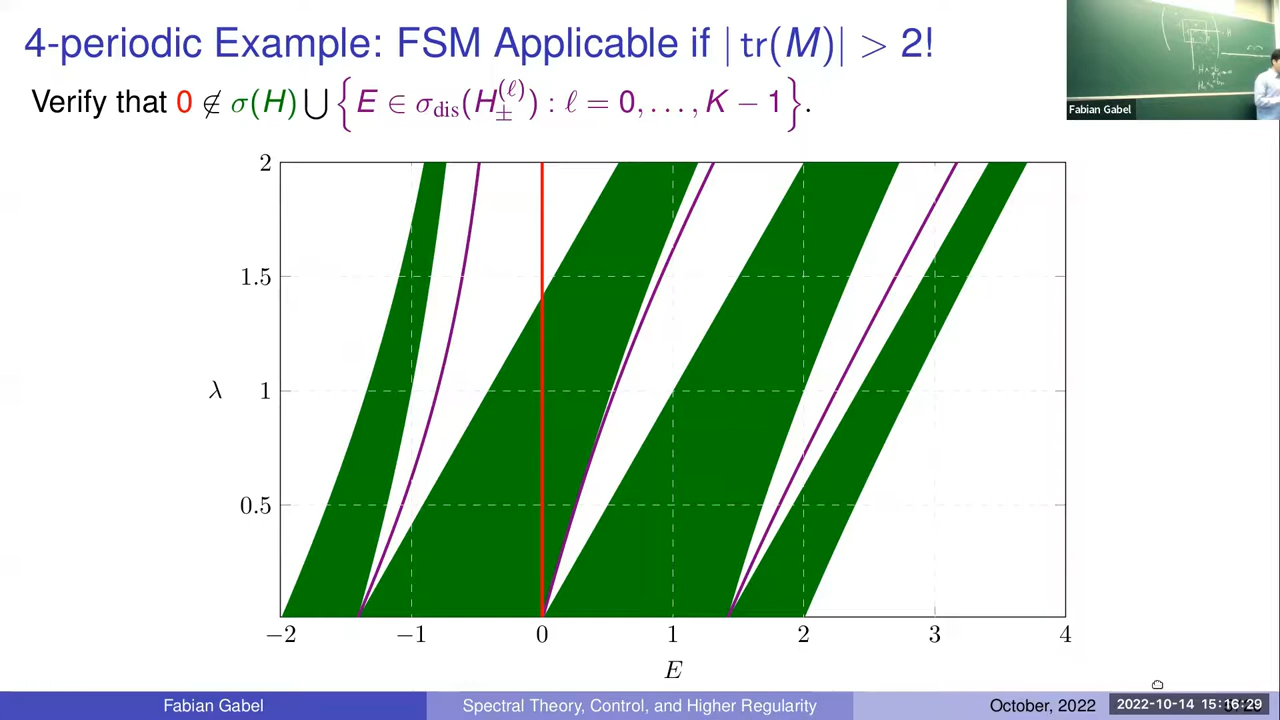 4-periodic Example: FSM Applicable if | tr(M)| > 2!
Verify that 0 ∉ σ(H) ∪ {E ∈ σ_dis(H_±^(ℓ)) : ℓ = 0, . . . , K − 1}.
Fabian Gabel
2
1.5
1
0.5
λ
−2 −1 0 1 2 3 4
E
Fabian Gabel Spectral Theory, Control, and Higher Regularity October, 2022
2022-10-14 15:16:29